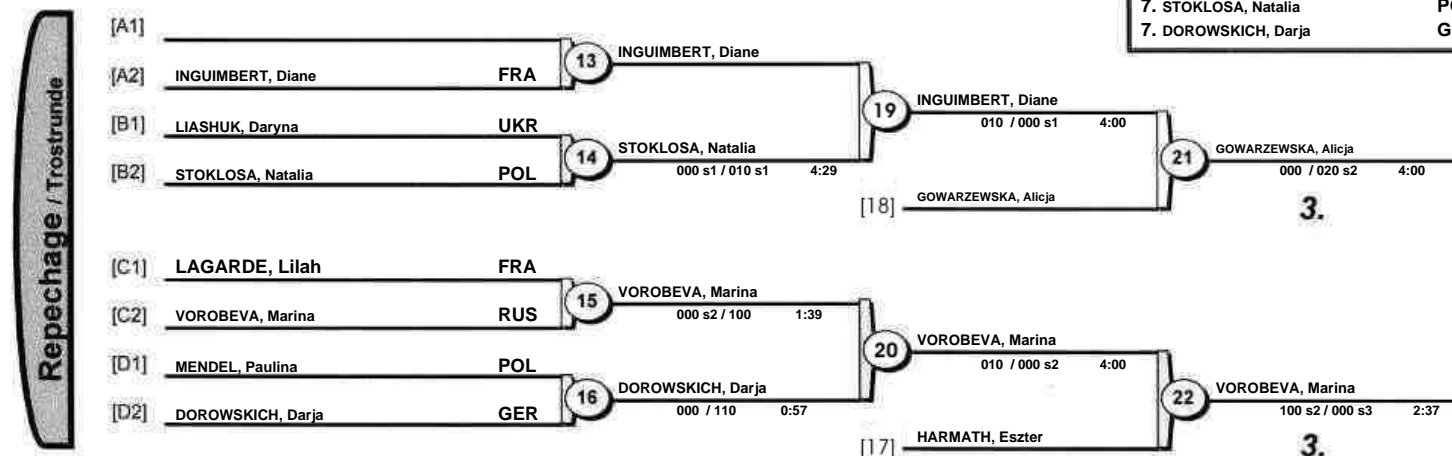 7. STOKLOSA, Natalia
7. DOROWSKICH, Darja G
Repechage / Trostrunde
[A1]
[A2] INGUIMBERT, Diane FRA
13 INGUIMBERT, Diane
[B1] LIASHUK, Daryna UKR
[B2] STOKLOSA, Natalia POL
14 STOKLOSA, Natalia
000 s1 / 010 s1 4:29
19 INGUIMBERT, Diane
010 / 000 s1 4:00
[18] GOWARZEWSKA, Alicja
21 GOWARZEWSKA, Alicja
000 / 020 s2 4:00
3.
[C1] LAGARDE, Lilah FRA
[C2] VOROBEVA, Marina RUS
15 VOROBEVA, Marina
000 s2 / 100 1:39
[D1] MENDEL, Paulina POL
[D2] DOROWSKICH, Darja GER
16 DOROWSKICH, Darja
000 / 110 0:57
20 VOROBEVA, Marina
010 / 000 s2 4:00
[17] HARMATH, Eszter
22 VOROBEVA, Marina
100 s2 / 000 s3 2:37
3.